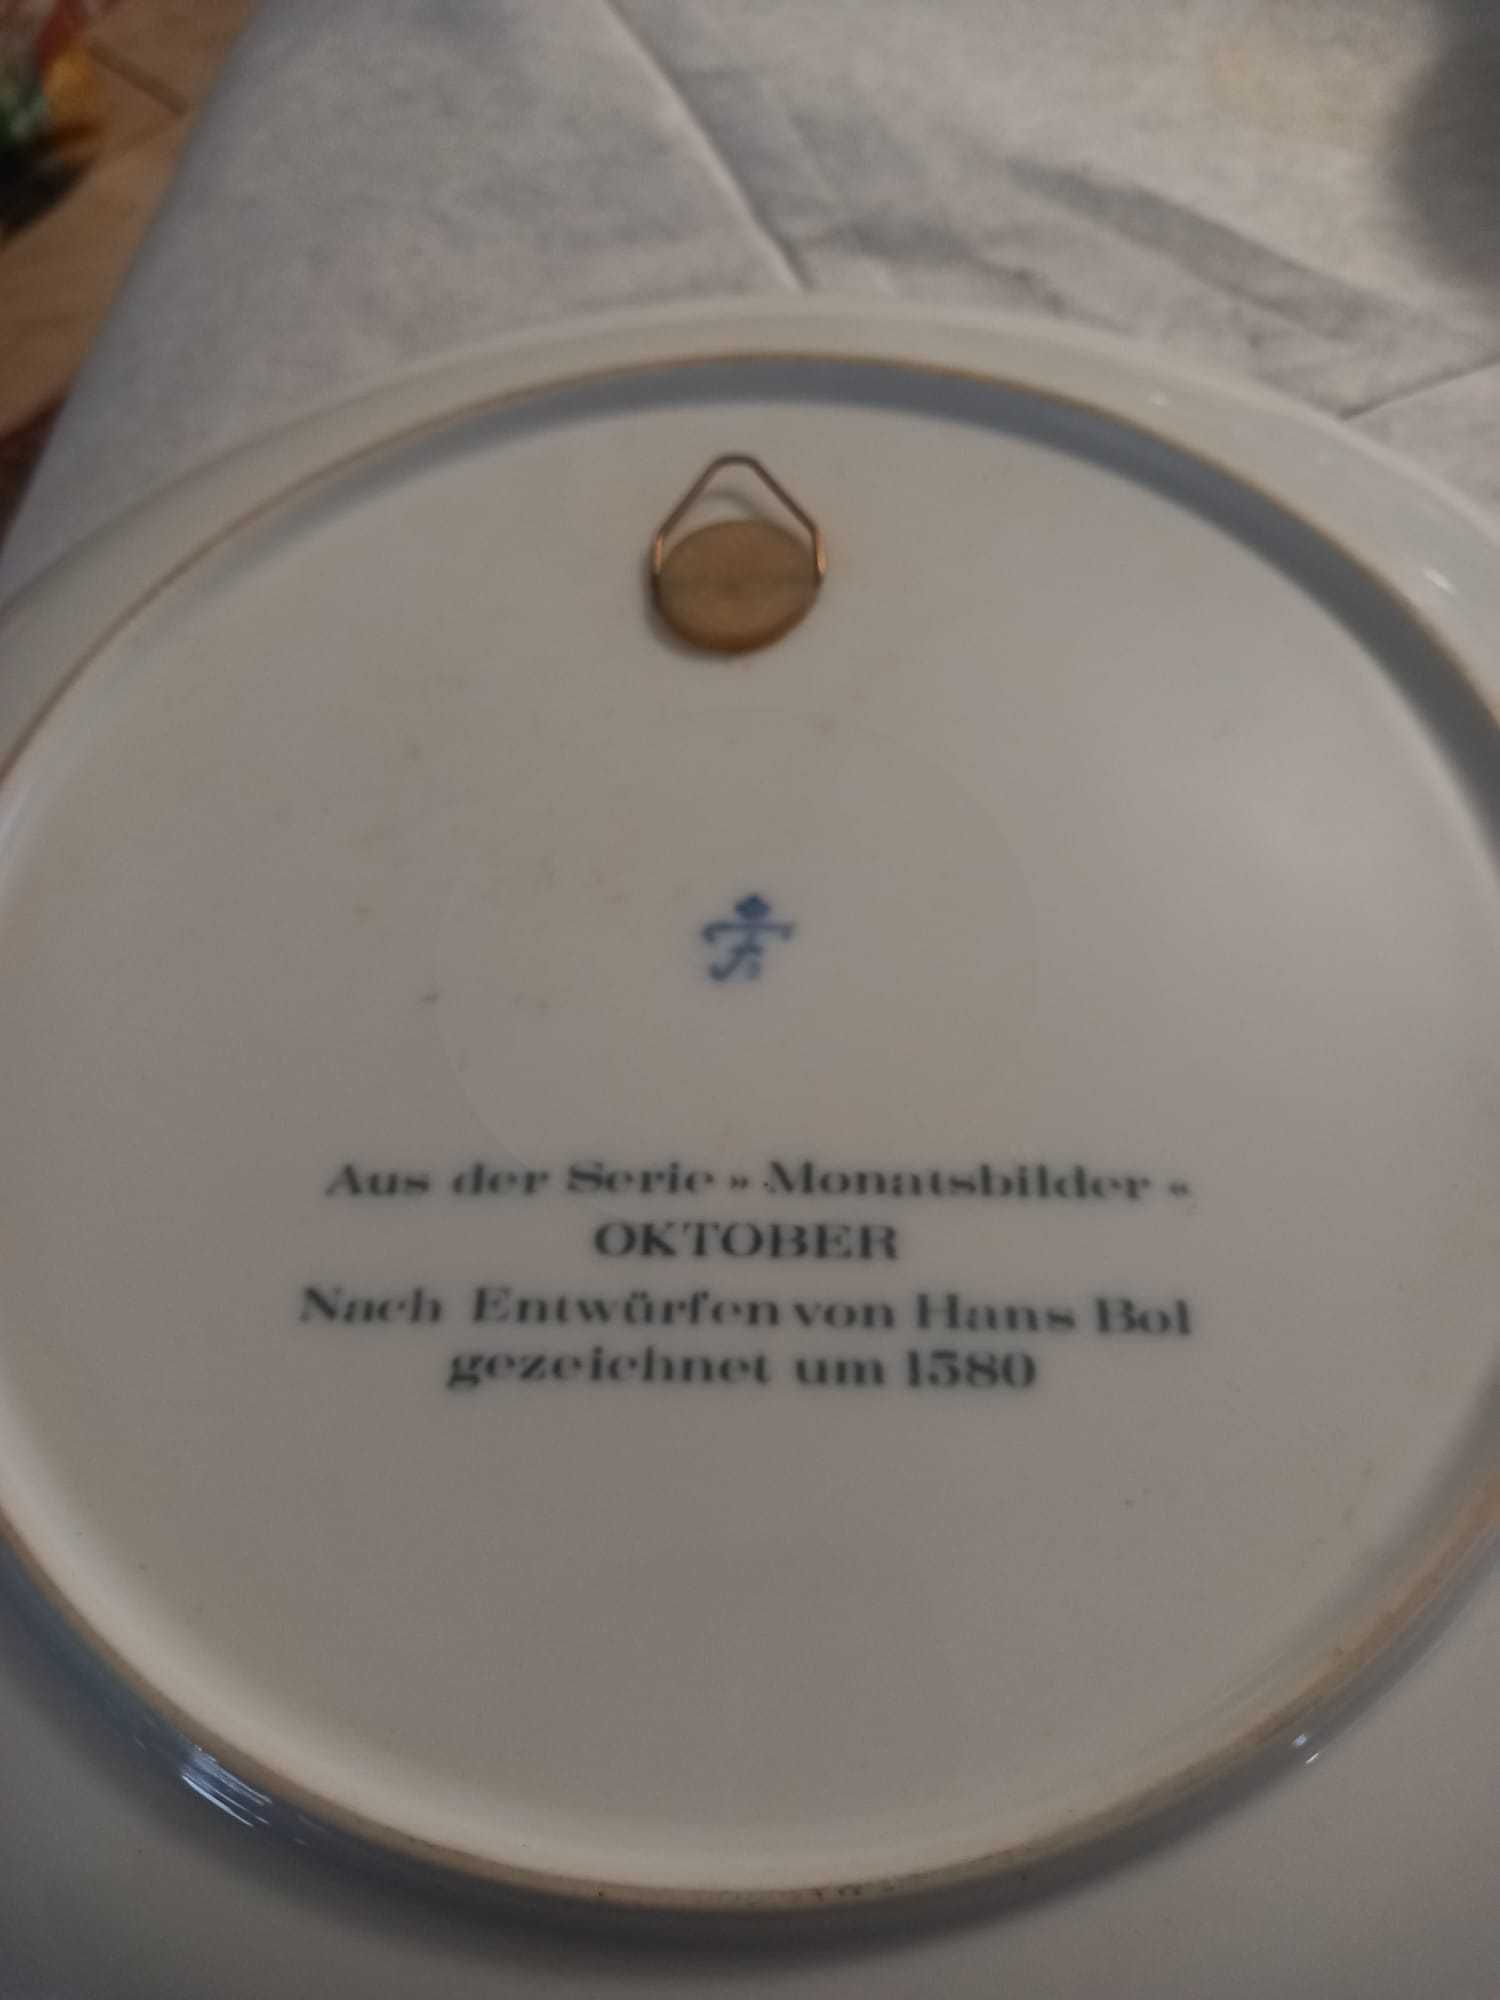 Aus der Serie »Monatsbilder«
OKTOBER
Nach Entwürfen von Hans Bol
gezeichnet um 1580